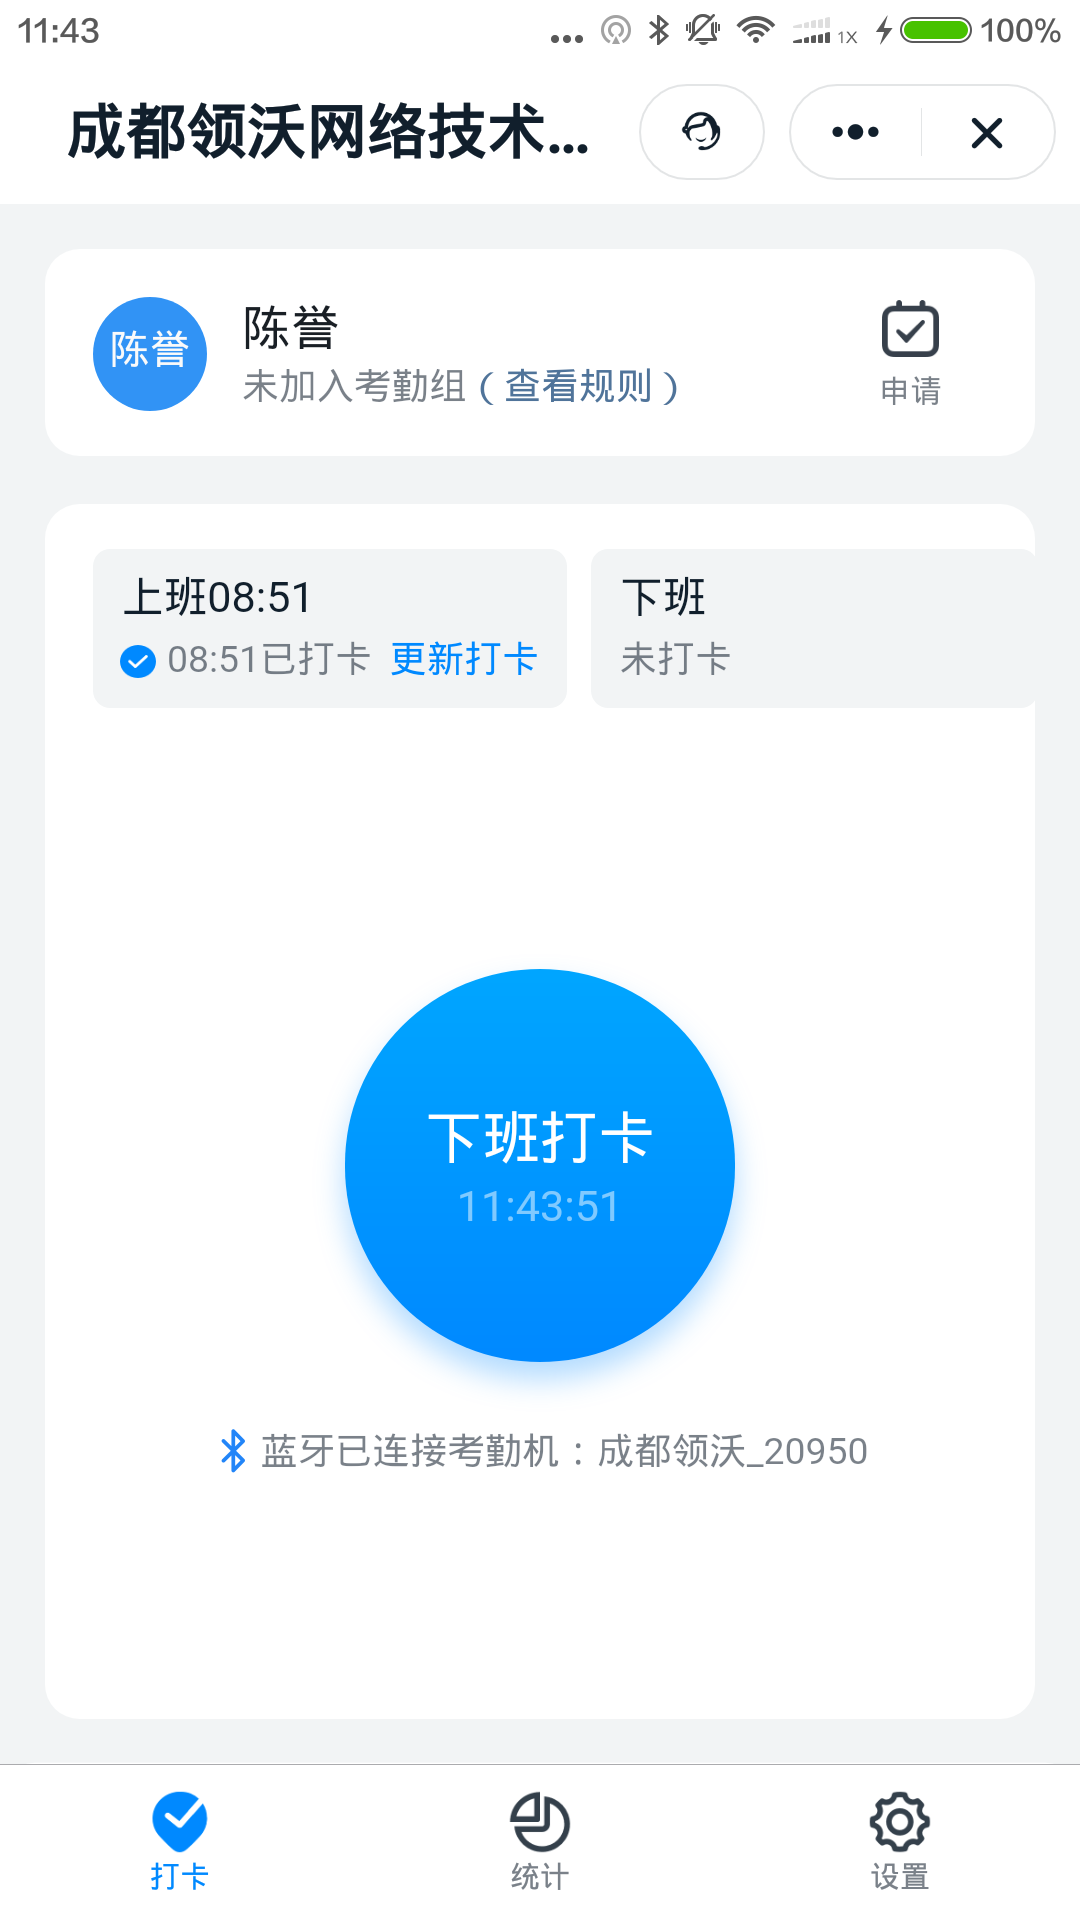 11:43
1X
100%
成都领沃网络技术...
陈誉
陈誉
未加入考勤组（查看规则）
申请
上班08:51
08:51已打卡 更新打卡
下班
未打卡
下班打卡
11:43:51
蓝牙已连接考勤机：成都领沃_20950
打卡
统计
设置